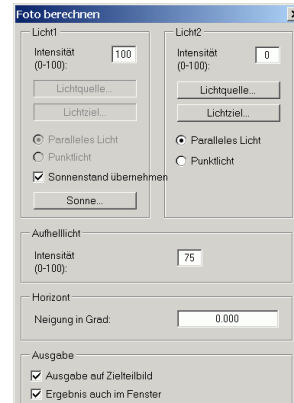 Foto berechnen
Licht1
Intensität
(0-100):
100
Lichtquelle...
Lichtziel...
Paralleles Licht
Punktlicht
Sonnenstand übernehmen
Sonne...
Licht2
Intensität
(0-100):
0
Lichtquelle...
Lichtziel...
Paralleles Licht
Punktlicht
Aufhelllicht
Intensität
(0-100):
75
Horizont
Neigung in Grad:
0.000
Ausgabe
Ausgabe auf Zielteilbild
Ergebnis auch im Fenster